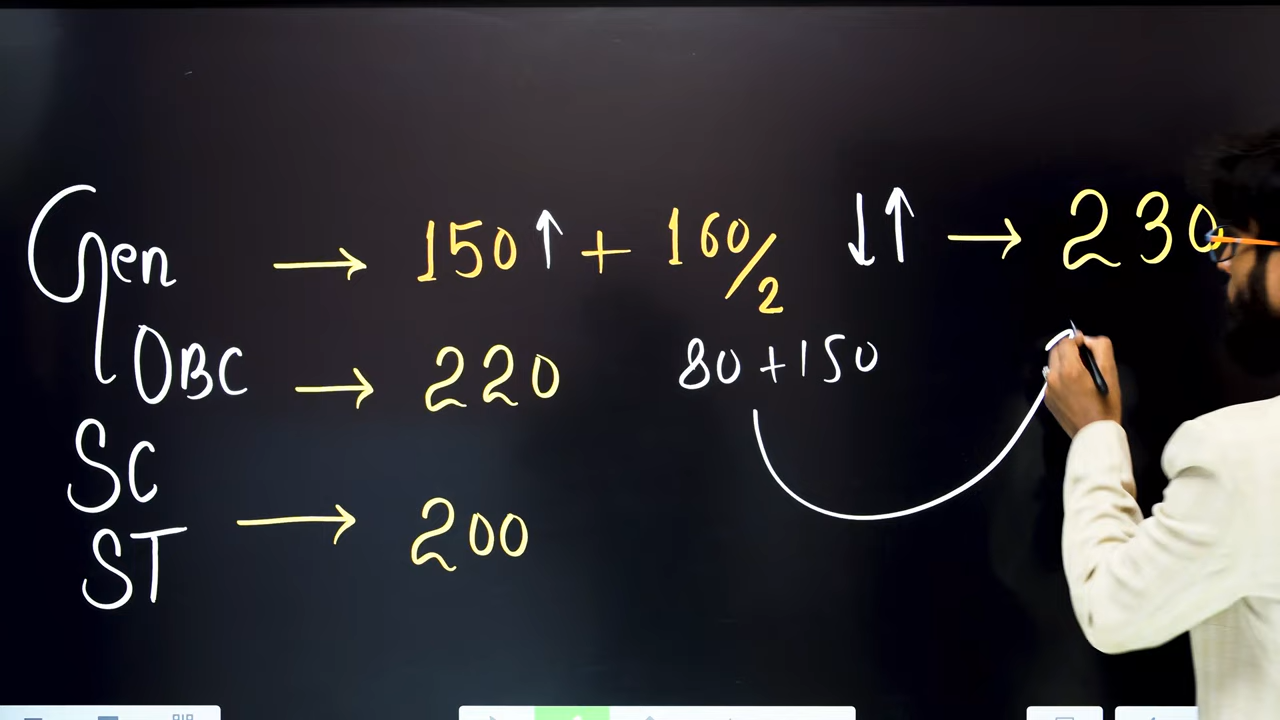 Gen → 150↑ + 160/2 ↓↑ → 230
OBC → 220 80+150
SC
ST → 200